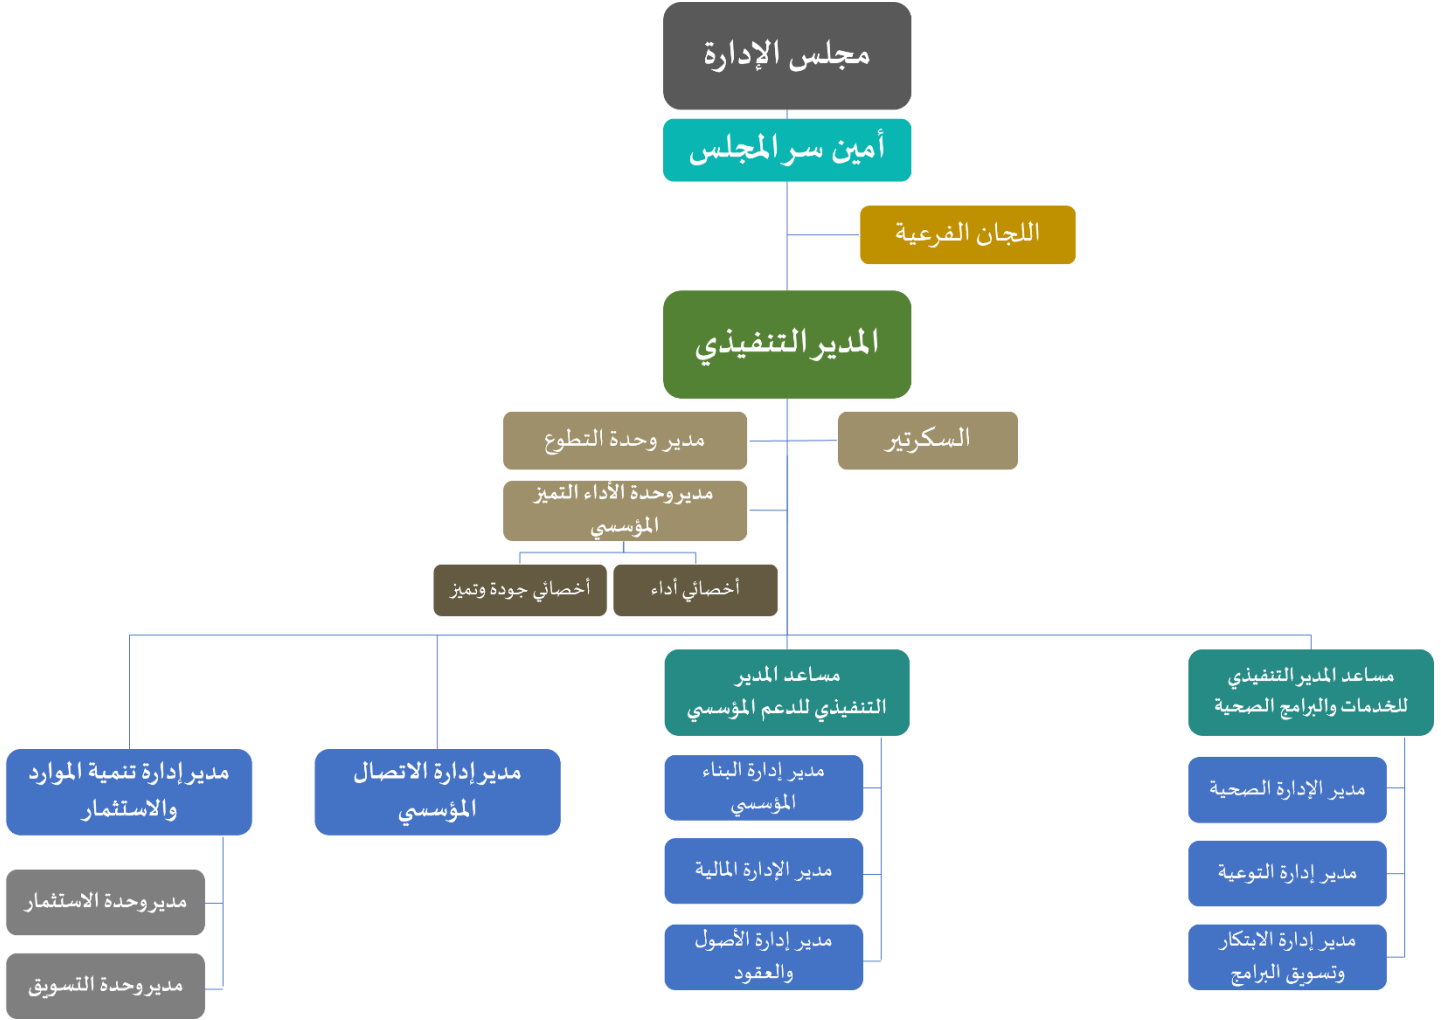 مجلس الإدارة
أمين سر المجلس
اللجان الفرعية
المدير التنفيذي
السكرتير
مدير وحدة التطوع
مدير وحدة الأداء التميز
المؤسسي
أخصائي أداء
أخصائي جودة وتميز
مساعد المدير التنفيذي
للخدمات والبرامج الصحية
مدير الإدارة الصحية
مدير إدارة التوعية
مدير إدارة الابتكار
وتسويق البرامج
مساعد المدير
التنفيذي للدعم المؤسسي
مدير إدارة البناء
المؤسسي
مدير الإدارة المالية
مدير إدارة الأصول
والعقود
مدير إدارة الاتصال
المؤسسي
مدير إدارة تنمية الموارد
والاستثمار
مدير وحدة الاستثمار
مدير وحدة التسويق